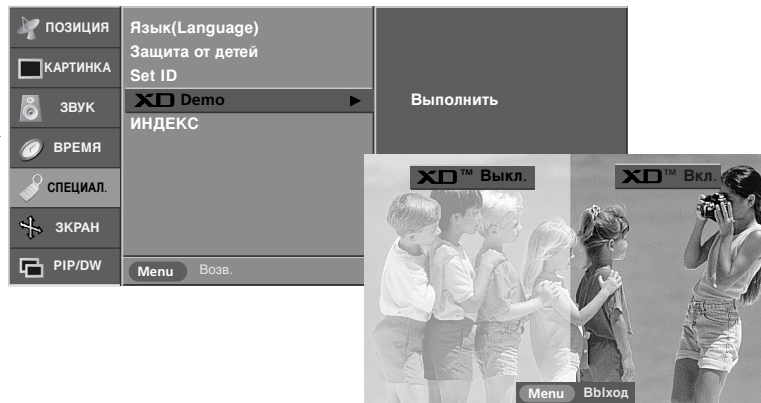 ПОЗИЦИЯ
КАРТИНКА
ЗВУК
ВРЕМЯ
СПЕЦИАЛ.
ЗКРАН
PIP/DW
Язык(Language)
Защита от детей
Set ID
XD Demo ►
ИНДЕКС
Menu Возв.
Выполнить
XD™ Выкл.
XD™ Вкл.
Menu Выход